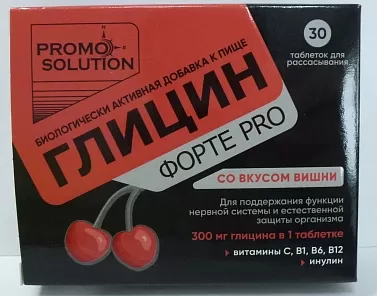 PROMO
SOLUTION
30
таблеток для
рассасывания
БИОЛОГИЧЕСКИ АКТИВНАЯ ДОБАВКА К ПИЩЕ
ГЛИЦИН
ФОРТЕ PRO
СО ВКУСОМ ВИШНИ
Для поддержания функции
нервной системы и естественной
защиты организма
300 мг глицина в 1 таблетке
витамины С, В1, В6, В12
инулин